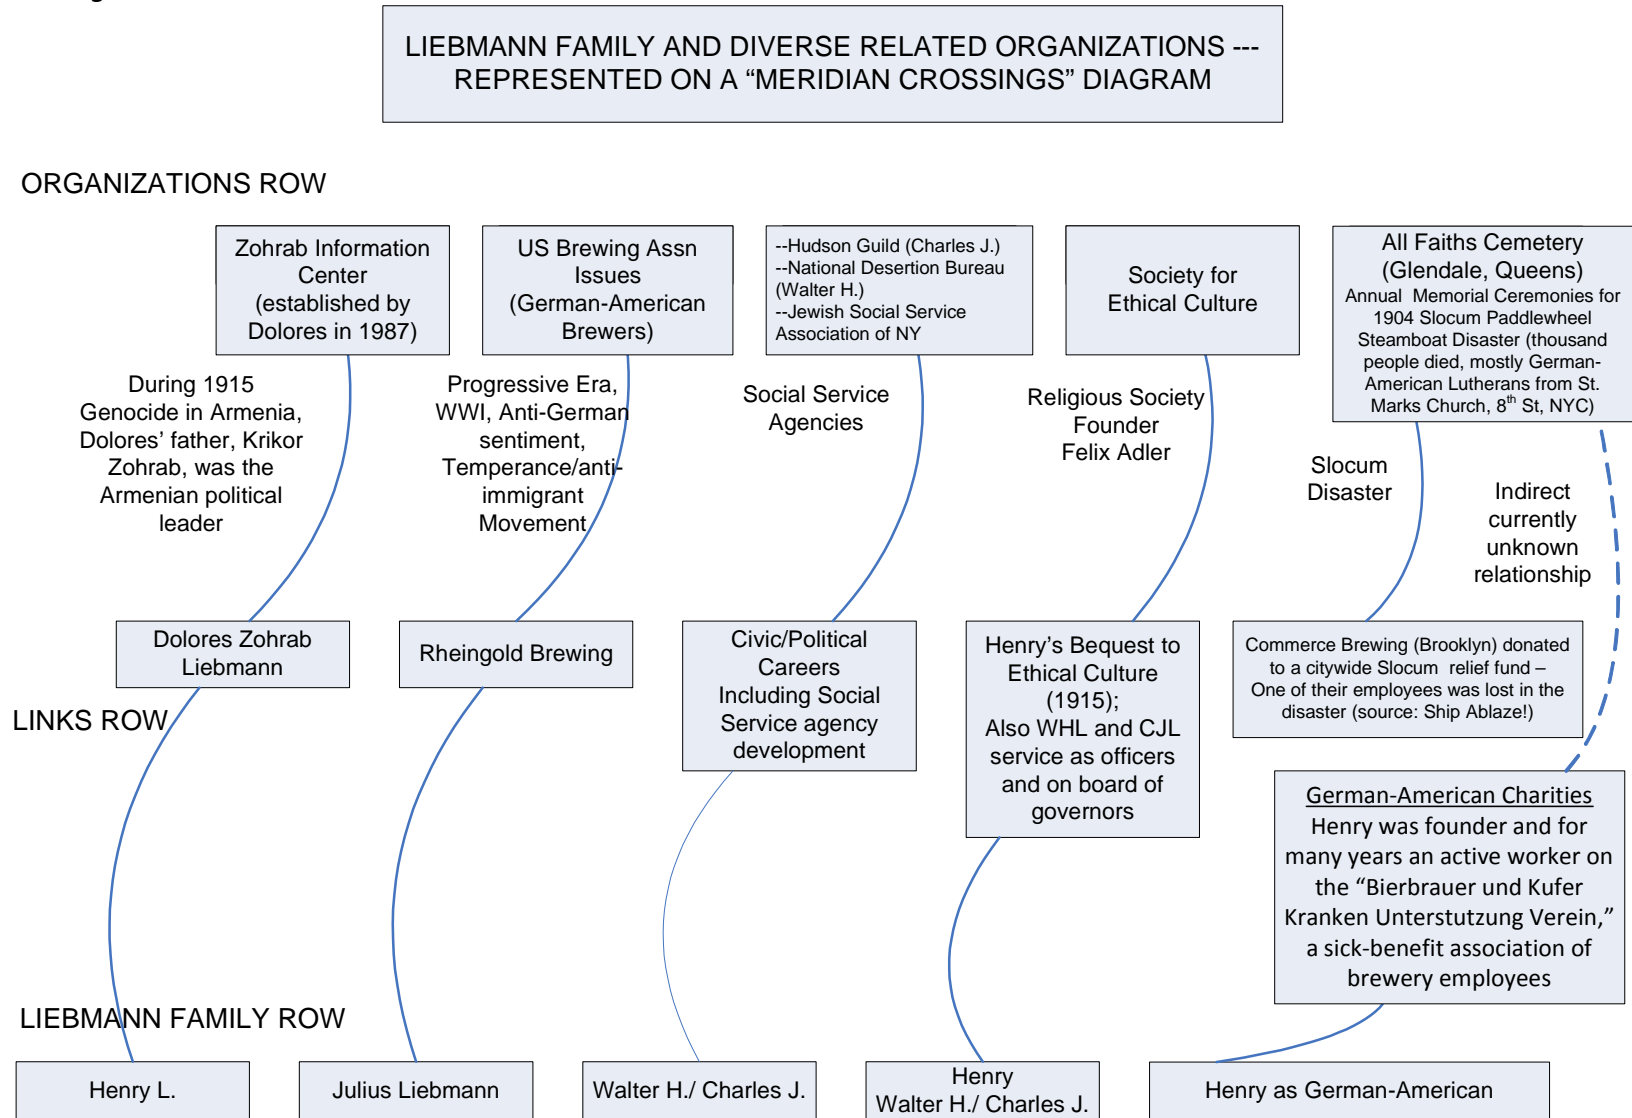 LIEBMANN FAMILY AND DIVERSE RELATED ORGANIZATIONS ---
REPRESENTED ON A “MERIDIAN CROSSINGS” DIAGRAM
ORGANIZATIONS ROW
Zohrab Information
Center
(established by
Dolores in 1987)
US Brewing Assn
Issues
(German-American
Brewers)
--Hudson Guild (Charles J.)
--National Desertion Bureau
(Walter H.)
--Jewish Social Service
Association of NY
Society for
Ethical Culture
All Faiths Cemetery
(Glendale, Queens)
Annual Memorial Ceremonies for
1904 Slocum Paddlewheel
Steamboat Disaster (thousand
people died, mostly German-
American Lutherans from St.
Marks Church, 8th St, NYC)
During 1915
Genocide in Armenia,
Dolores’ father, Krikor
Zohrab, was the
Armenian political
leader
Progressive Era,
WWI, Anti-German
sentiment,
Temperance/anti-
immigrant
Movement
Social Service
Agencies
Religious Society
Founder
Felix Adler
Slocum
Disaster
Indirect
currently
unknown
relationship
Dolores Zohrab
Liebmann
Rheingold Brewing
Civic/Political
Careers
Including Social
Service agency
development
Henry’s Bequest to
Ethical Culture
(1915);
Also WHL and CJL
service as officers
and on board of
governors
Commerce Brewing (Brooklyn) donated
to a citywide Slocum relief fund –
One of their employees was lost in the
disaster (source: Ship Ablaze!)
LINKS ROW
German-American Charities
Henry was founder and for
many years an active worker on
the “Bierbrauer und Kufer
Kranken Unterstutzung Verein,”
a sick-benefit association of
brewery employees
LIEBMANN FAMILY ROW
Henry L.
Julius Liebmann
Walter H./ Charles J.
Henry
Walter H./ Charles J.
Henry as German-American